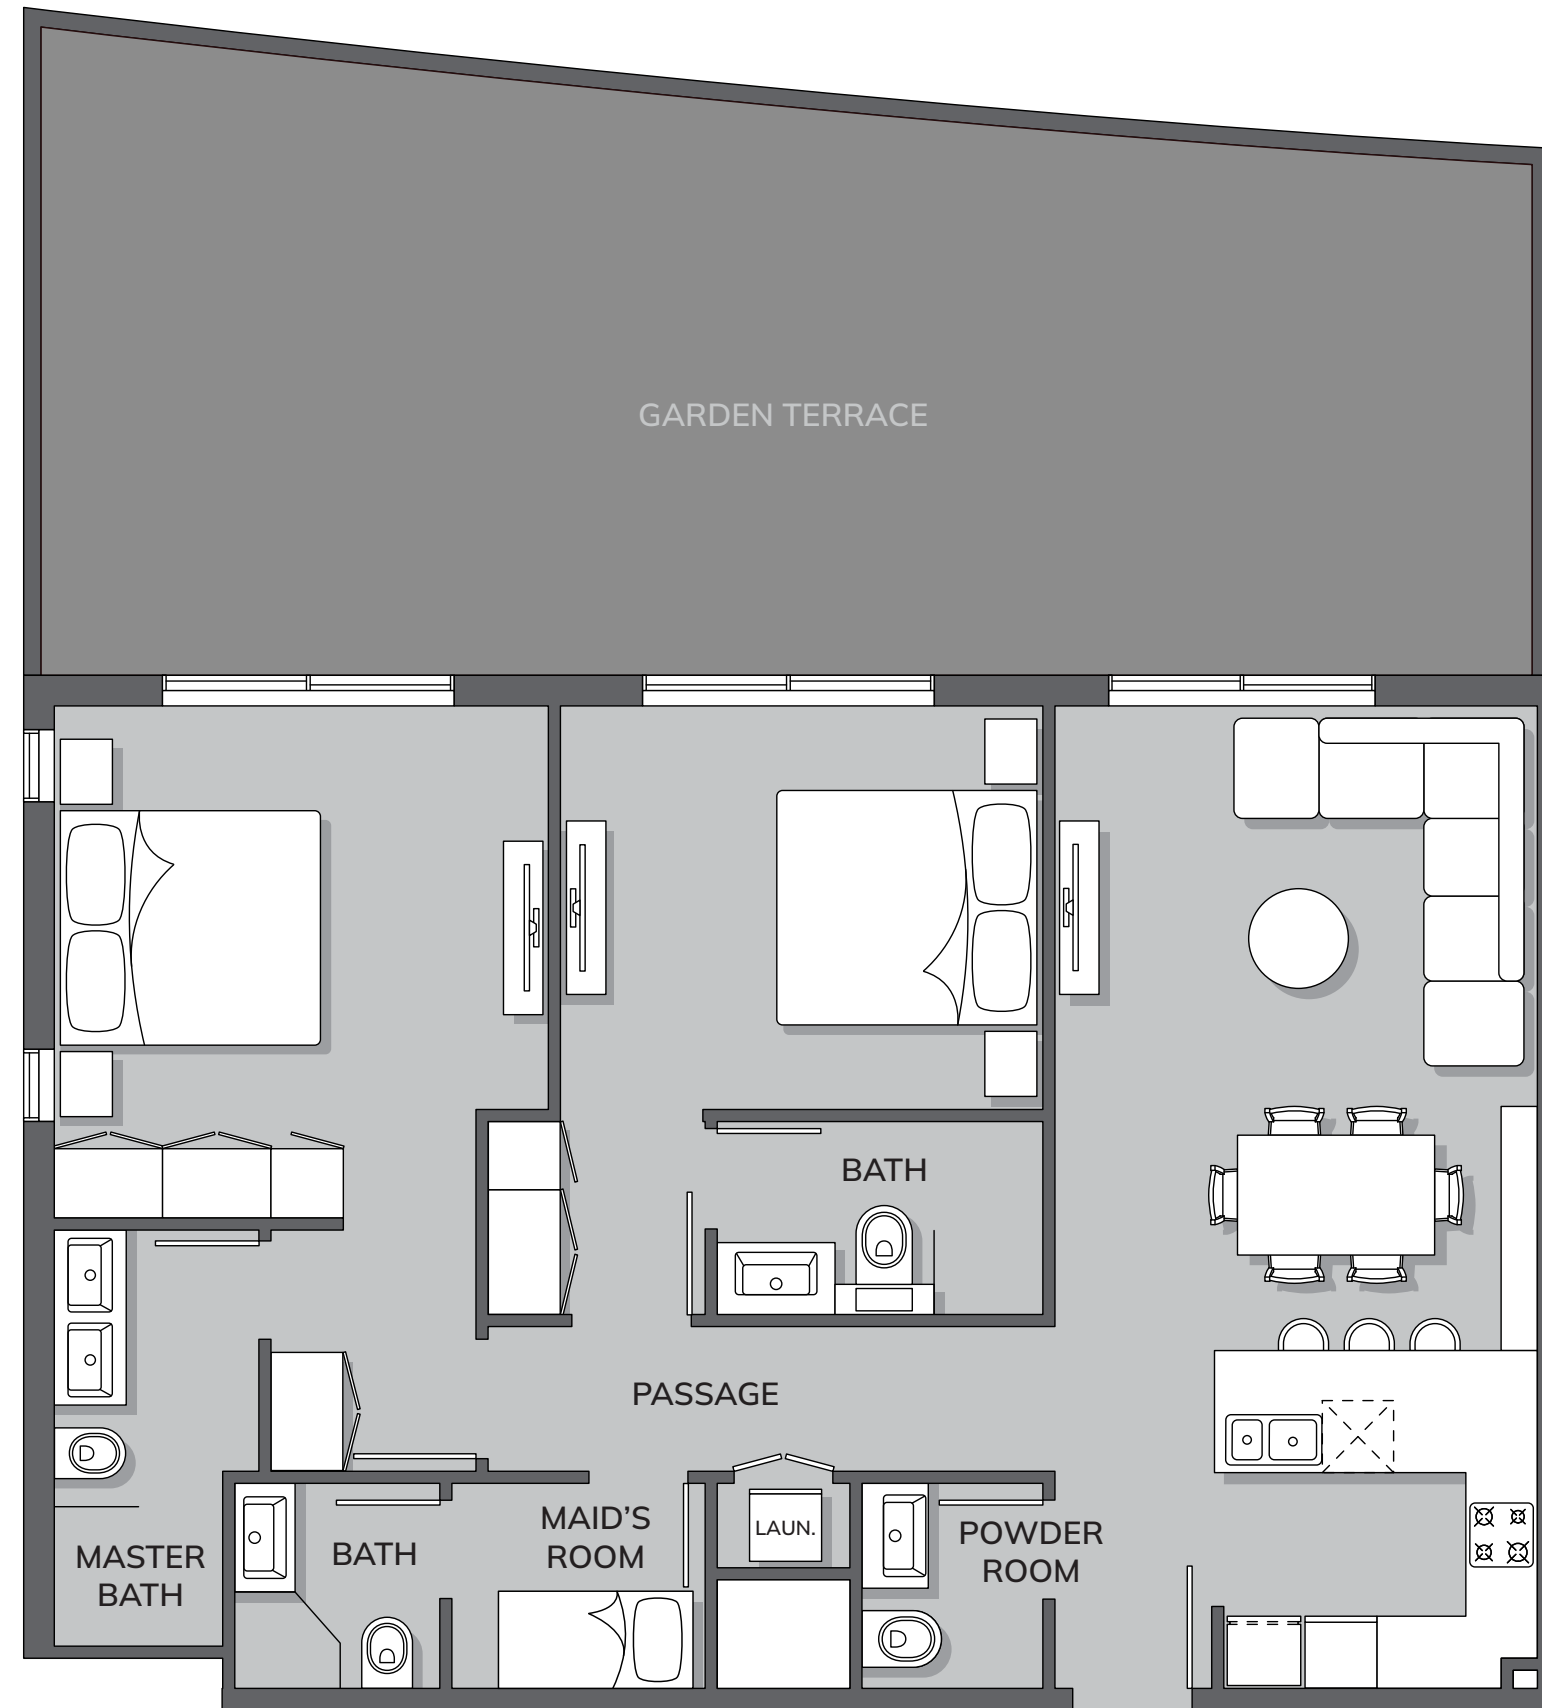 GARDEN TERRACE
BATH
PASSAGE
LAUN.
MAID’S
ROOM
POWDER
ROOM
BATH
MASTER
BATH